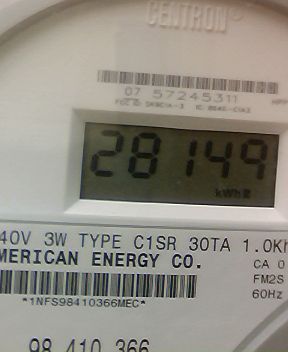 CENTRON®
07 57245311
28149
kWh
40V 3W TYPE C1SR 30TA 1.0Kh
MERICAN ENERGY CO.
CA 0
FM2S
60Hz
*1NFS98410366MEC*
98 410 366